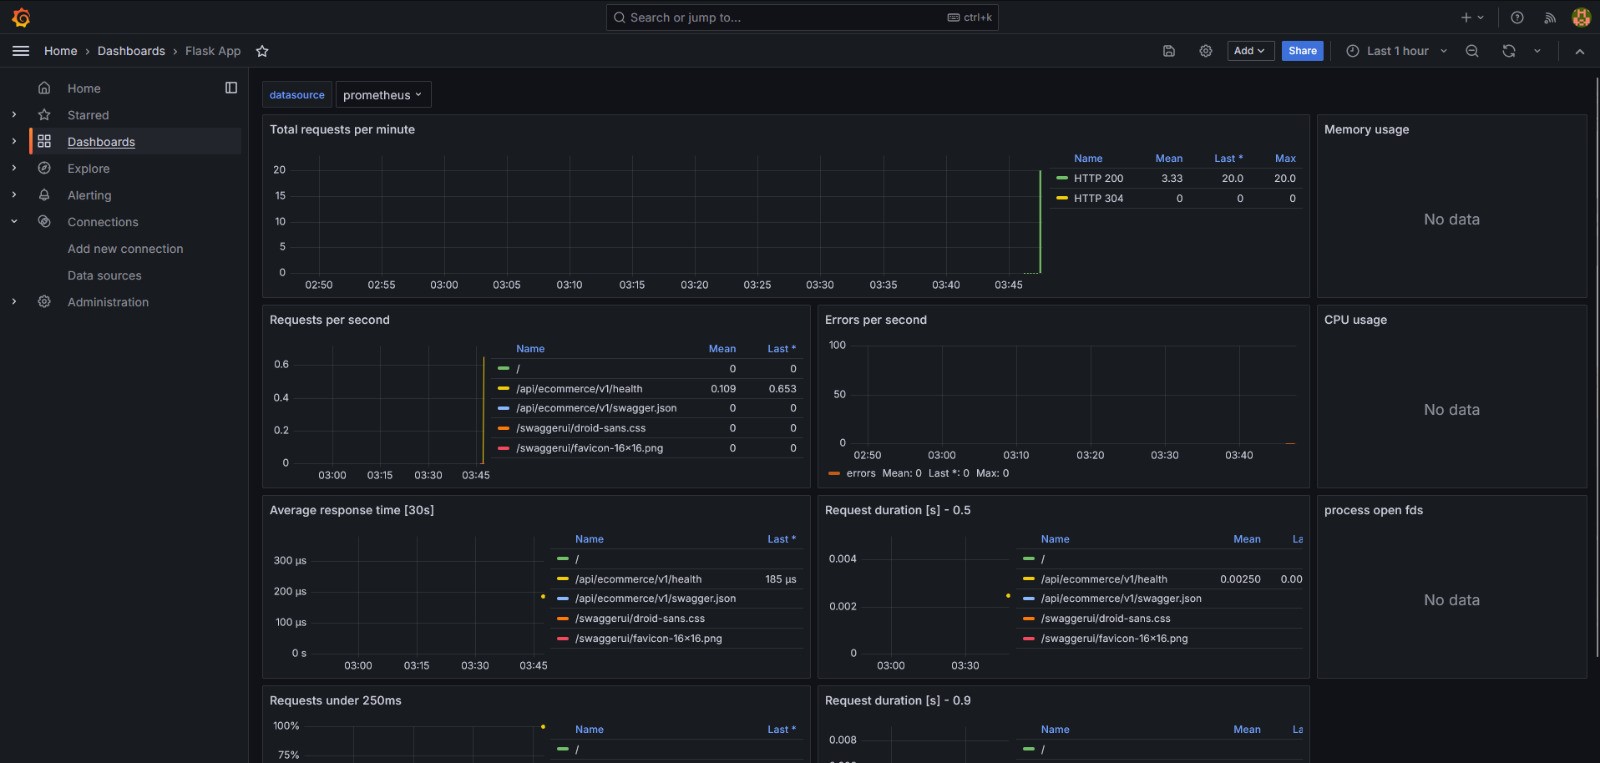 Search or jump to...
ctrl+k
Home › Dashboards › Flask App
Add
Share
Last 1 hour
Home
Starred
Dashboards
Explore
Alerting
Connections
Add new connection
Data sources
Administration
datasource
prometheus
Total requests per minute
20
15
10
5
0
02:50 02:55 03:00 03:05 03:10 03:15 03:20 03:25 03:30 03:35 03:40 03:45
Name Mean Last * Max
HTTP 200 3.33 20.0 20.0
HTTP 304 0 0 0
Memory usage
No data
Requests per second
0.6
0.4
0.2
0
03:00 03:15 03:30 03:45
Name Mean Last *
/ 0 0
/api/ecommerce/v1/health 0.109 0.653
/api/ecommerce/v1/swagger.json 0 0
/swaggerui/droid-sans.css 0 0
/swaggerui/favicon-16×16.png 0 0
Errors per second
100
50
0
02:50 03:00 03:10 03:20 03:30 03:40
errors Mean: 0 Last *: 0 Max: 0
CPU usage
No data
Average response time [30s]
300 µs
200 µs
100 µs
0 s
03:00 03:15 03:30 03:45
Name Last *
/
/api/ecommerce/v1/health 185 µs
/api/ecommerce/v1/swagger.json
/swaggerui/droid-sans.css
/swaggerui/favicon-16×16.png
Request duration [s] - 0.5
0.004
0.002
0
03:00 03:30
Name Mean La
/
/api/ecommerce/v1/health 0.00250 0.00
/api/ecommerce/v1/swagger.json
/swaggerui/droid-sans.css
/swaggerui/favicon-16×16.png
process open fds
No data
Requests under 250ms
100%
75%
Name Last *
/
Request duration [s] - 0.9
0.008
Name Mean La
/